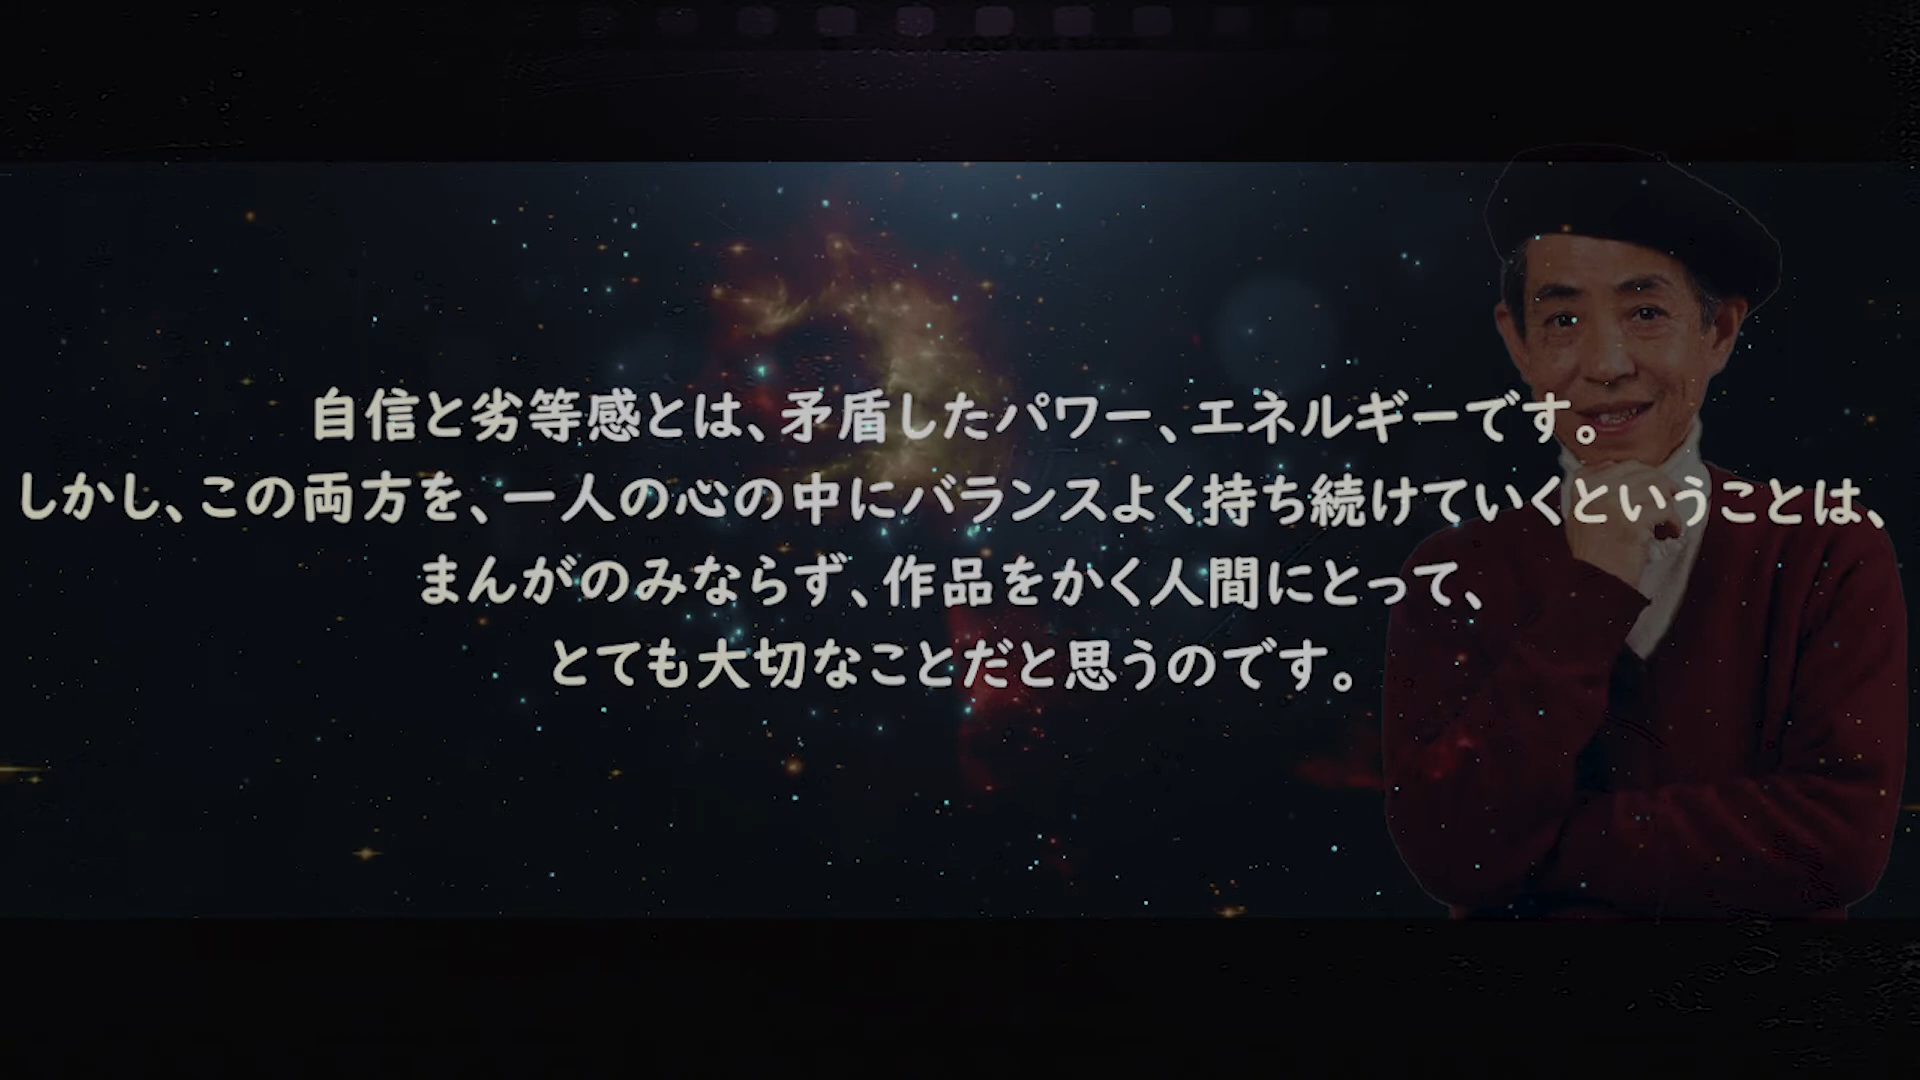 自信と劣等感とは、矛盾したパワー、エネルギーです。
しかし、この両方を、一人の心の中にバランスよく持ち続けていくということは、
まんがのみならず、作品をかく人間にとって、
とても大切なことだと思うのです。